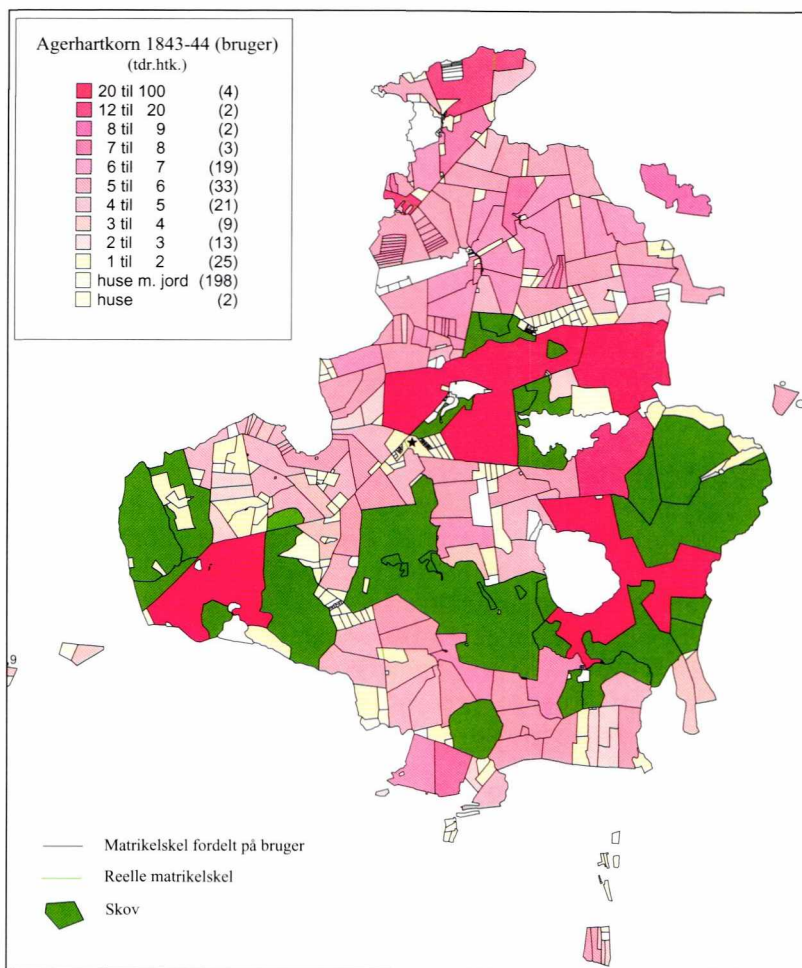 Agerhartkorn 1843-44 (bruger)
(tdr.htk.)
20 til 100 (4)
12 til 20 (2)
8 til 9 (2)
7 til 8 (3)
6 til 7 (19)
5 til 6 (33)
4 til 5 (21)
3 til 4 (9)
2 til 3 (13)
1 til 2 (25)
huse m. jord (198)
huse (2)
9
Matrikelskel fordelt på bruger
Reelle matrikelskel
Skov